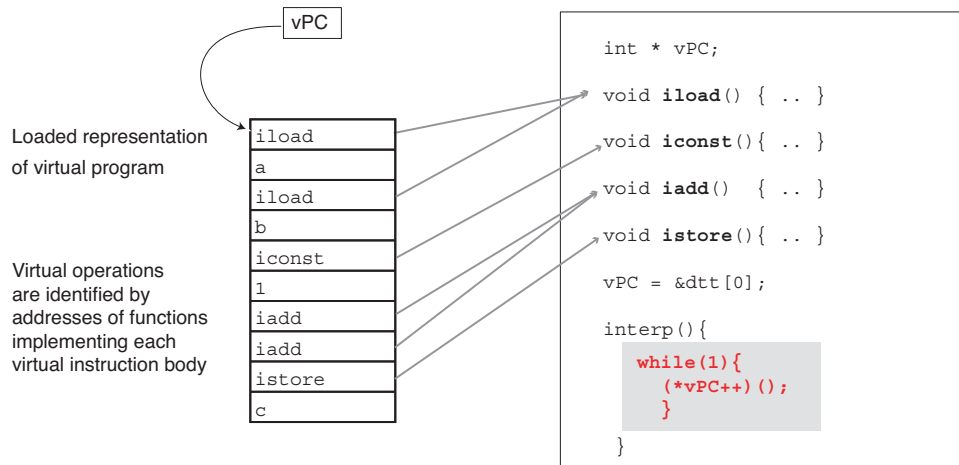 vPC
Loaded representation
of virtual program
Virtual operations
are identified by
addresses of functions
implementing each
virtual instruction body
iload
a
iload
b
iconst
1
iadd
iadd
istore
c
int * vPC;
void iload() { .. }
void iconst(){ .. }
void iadd()  { .. }
void istore(){ .. }
vPC = &dtt[0];
interp(){
while(1){
(*vPC++)();
}
}